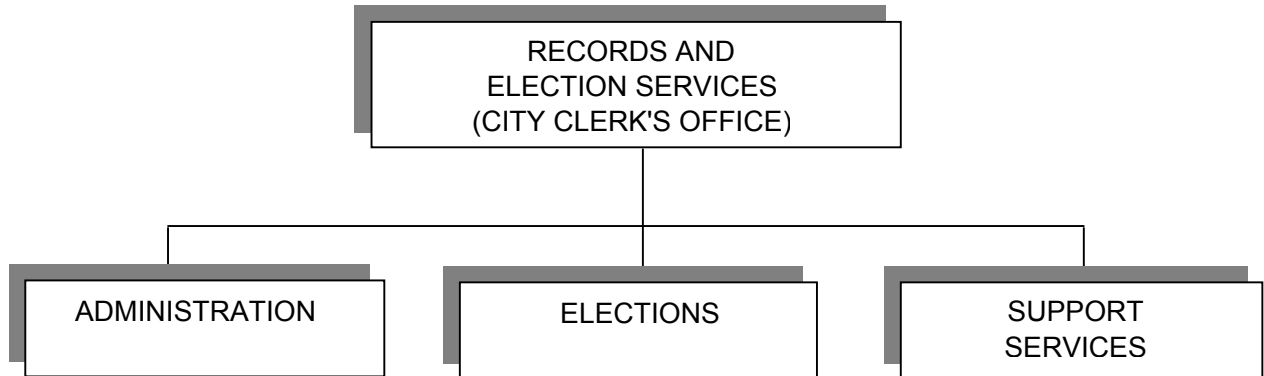 RECORDS AND
ELECTION SERVICES
(CITY CLERK'S OFFICE)
ADMINISTRATION
ELECTIONS
SUPPORT
SERVICES